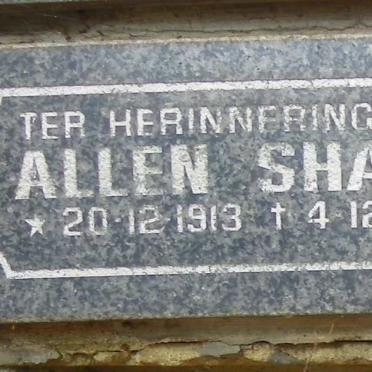 TER HERINNERING
ALLEN SHA
★ 20-12-1913 † 4-12